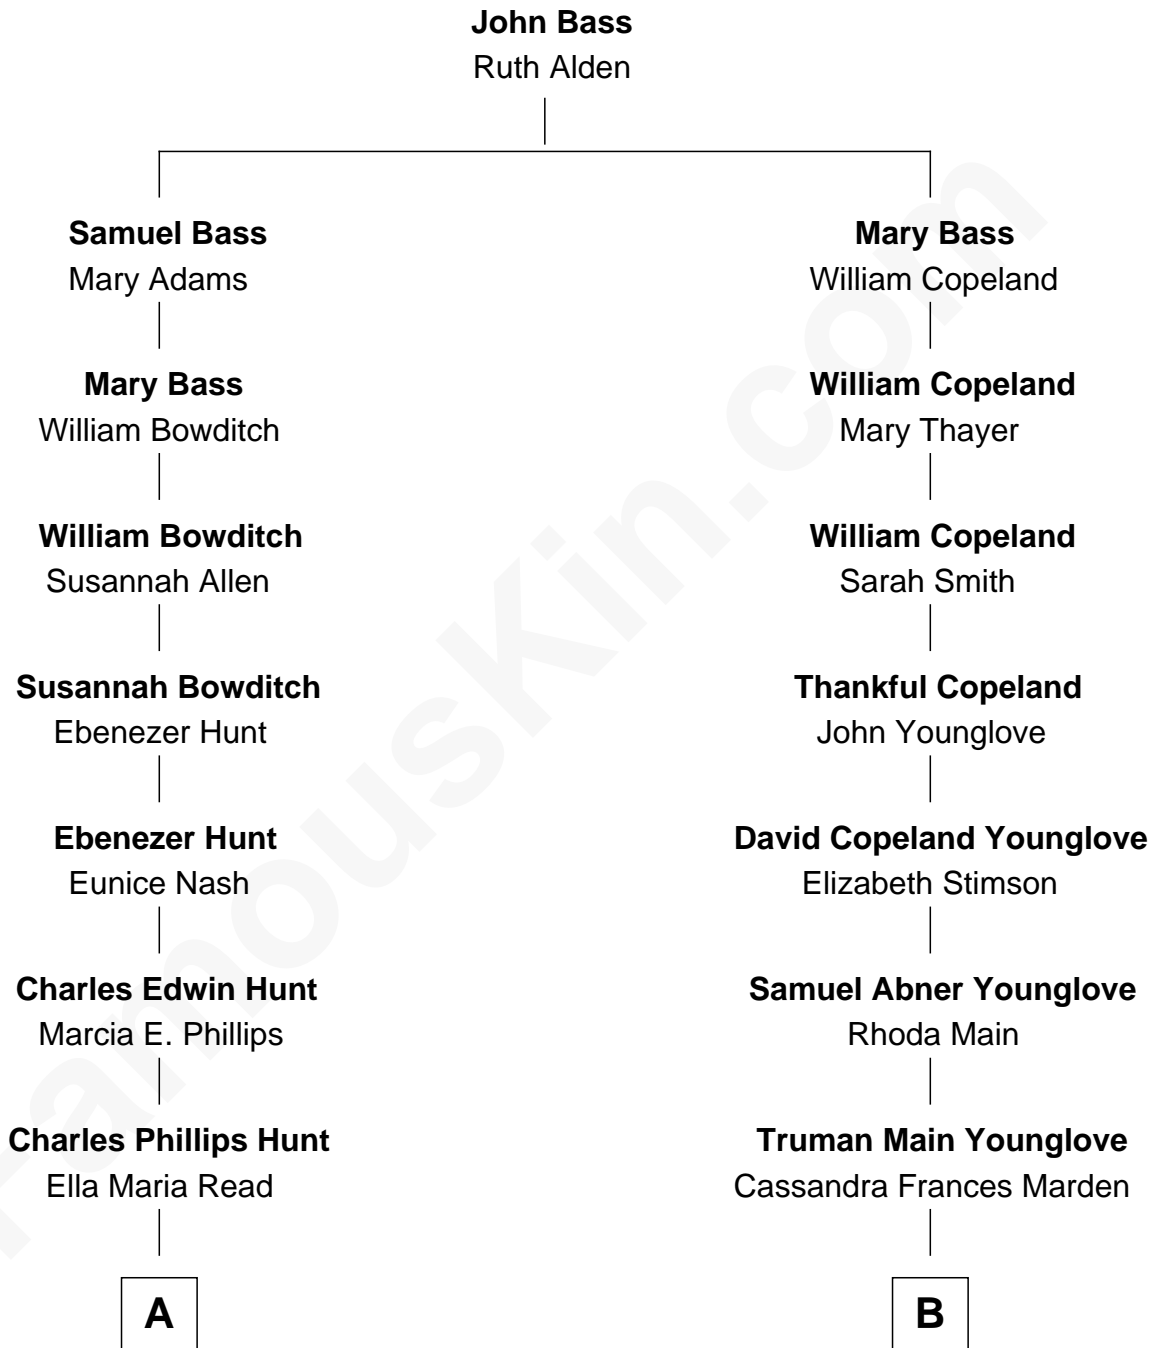 John Bass
Ruth Alden
Samuel Bass
Mary Adams
Mary Bass
William Copeland
Mary Bass
William Bowditch
William Copeland
Mary Thayer
William Bowditch
Susannah Allen
William Copeland
Sarah Smith
Susannah Bowditch
Ebenezer Hunt
Thankful Copeland
John Younglove
Ebenezer Hunt
Eunice Nash
David Copeland Younglove
Elizabeth Stimson
Charles Edwin Hunt
Marcia E. Phillips
Samuel Abner Younglove
Rhoda Main
Charles Phillips Hunt
Ella Maria Read
Truman Main Younglove
Cassandra Frances Marden
A
B
FamousKin.com